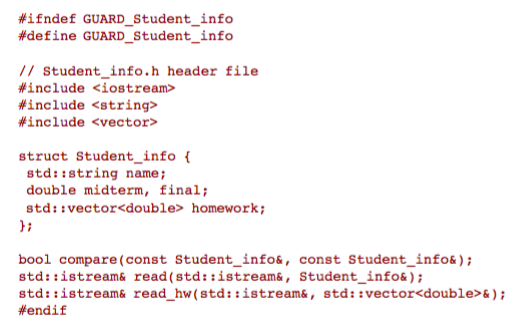 #ifndef GUARD_Student_info
#define GUARD_Student_info
// Student_info.h header file
#include <iostream>
#include <string>
#include <vector>
struct Student_info {
std::string name;
double midterm, final;
std::vector<double> homework;
};
bool compare(const Student_info&, const Student_info&);
std::istream& read(std::istream&, Student_info&);
std::istream& read_hw(std::istream&, std::vector<double>&);
#endif